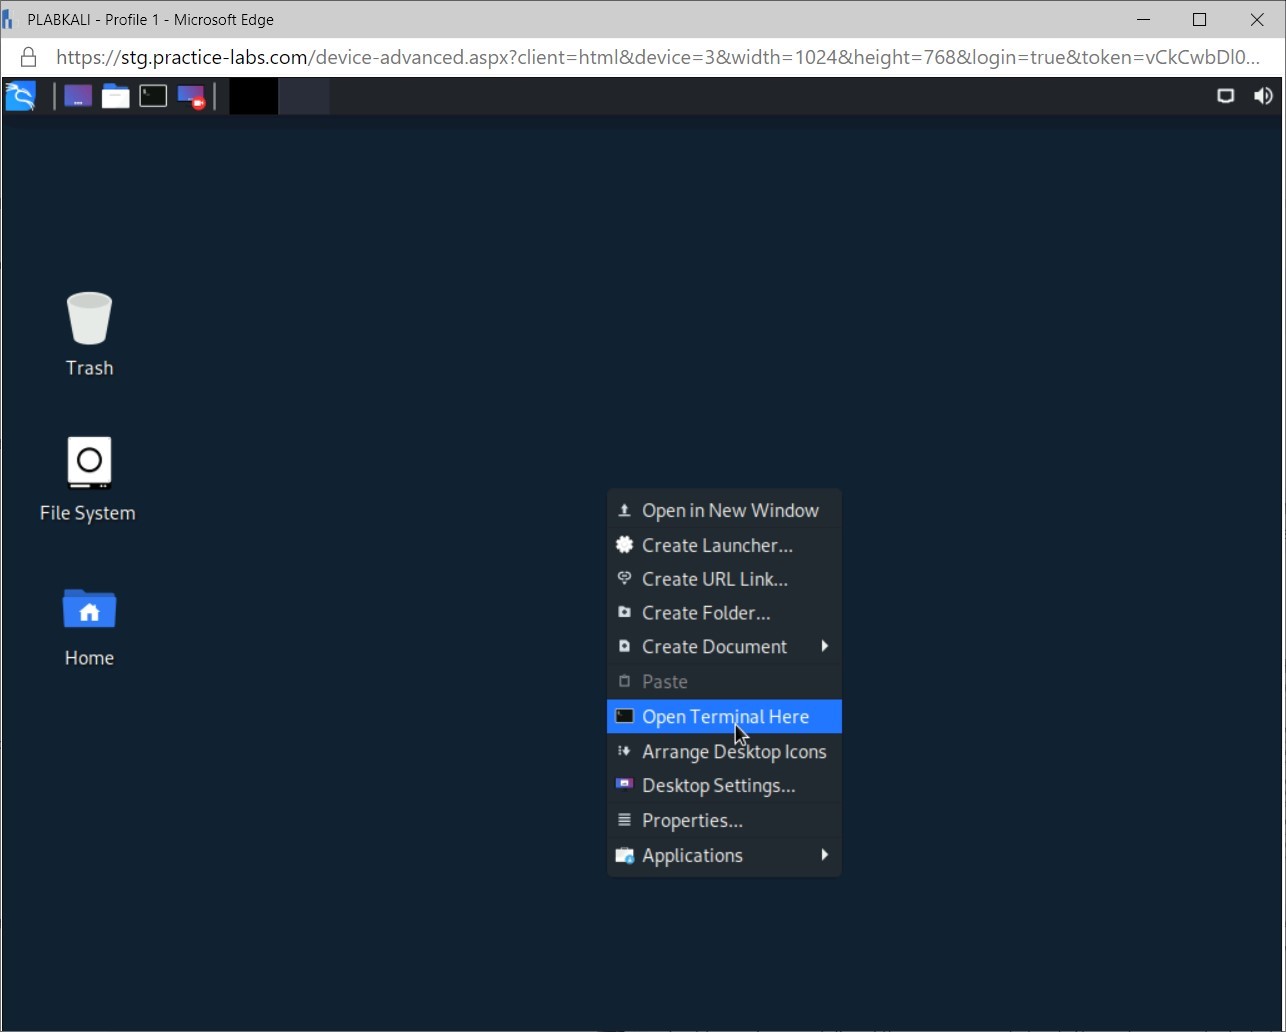 PLABKALI - Profile 1 - Microsoft Edge
https://stg.practice-labs.com/device-advanced.aspx?client=html&device=3&width=1024&height=768&login=true&token=vCkCwbDl0...
Trash
File System
Home
Open in New Window
Create Launcher...
Create URL Link...
Create Folder...
Create Document
Paste
Open Terminal Here
Arrange Desktop Icons
Desktop Settings...
Properties...
Applications